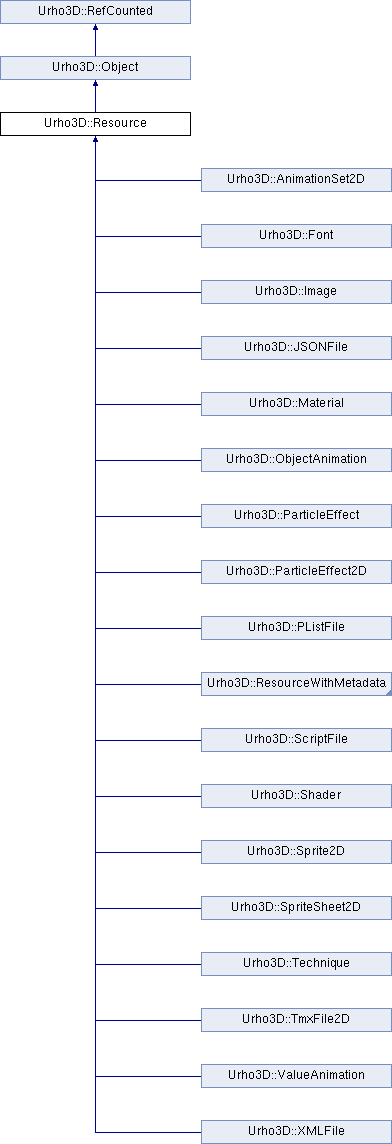 Urho3D::RefCounted
Urho3D::Object
Urho3D::Resource
Urho3D::AnimationSet2D
Urho3D::Font
Urho3D::Image
Urho3D::JSONFile
Urho3D::Material
Urho3D::ObjectAnimation
Urho3D::ParticleEffect
Urho3D::ParticleEffect2D
Urho3D::PListFile
Urho3D::ResourceWithMetadata
Urho3D::ScriptFile
Urho3D::Shader
Urho3D::Sprite2D
Urho3D::SpriteSheet2D
Urho3D::Technique
Urho3D::TmxFile2D
Urho3D::ValueAnimation
Urho3D::XMLFile